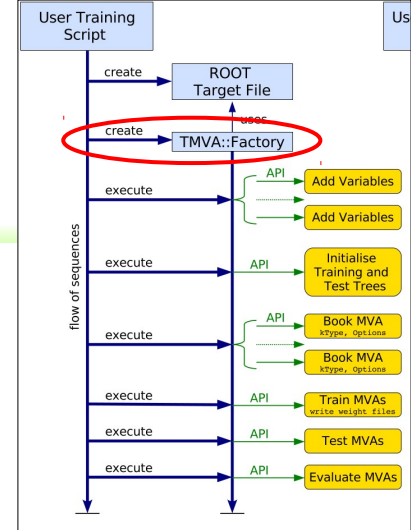 User Training
Script
Us
create
ROOT
Target File
uses
create
TMVA::Factory
execute
API
Add Variables
Add Variables
flow of sequences
execute
API
Initialise
Training and
Test Trees
execute
API
Book MVA
kType, Options
Book MVA
kType, Options
execute
API
Train MVAs
write weight files
execute
API
Test MVAs
execute
API
Evaluate MVAs